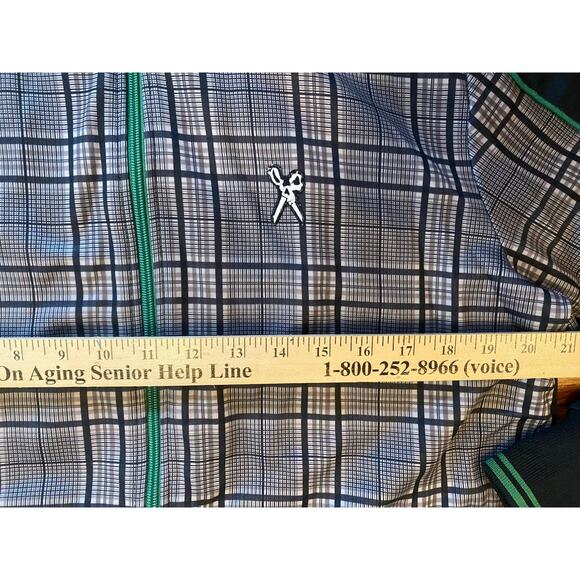 8 9 10 11 12 13 14 15 16 17 18 19 20 21
On Aging Senior Help Line 1-800-252-8966 (voice)